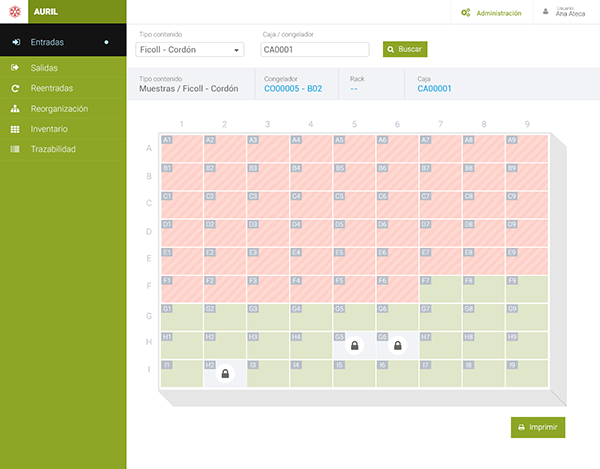 AURIL
Administración
Usuario
Ana Ateca
Entradas
Salidas
Reentradas
Reorganización
Inventario
Trazabilidad
Tipo contenido
Caja / congelador
Ficoll - Cordón
CA0001
Buscar
Tipo contenido
Congelador
Rack
Caja
Muestras / Ficoll - Cordón
CO00005 - B02
--
CA00001
1 2 3 4 5 6 7 8 9
A A1 A2 A3 A4 A5 A6 A7 A8 A9
B B1 B2 B3 B4 B5 B6 B7 B8 B9
C C1 C2 C3 C4 C5 C6 C7 C8 C9
D D1 D2 D3 D4 D5 D6 D7 D8 D9
E E1 E2 E3 E4 E5 E6 E7 E8 E9
F F1 F2 F3 F4 F5 F6 F7 F8 F9
G G1 G2 G3 G4 G5 G6 G7 G8 G9
H H1 H2 H3 H4 G5 G6 H7 H8 H9
I I1 H2 I3 I4 I5 I6 I7 I8 I9
Imprimir